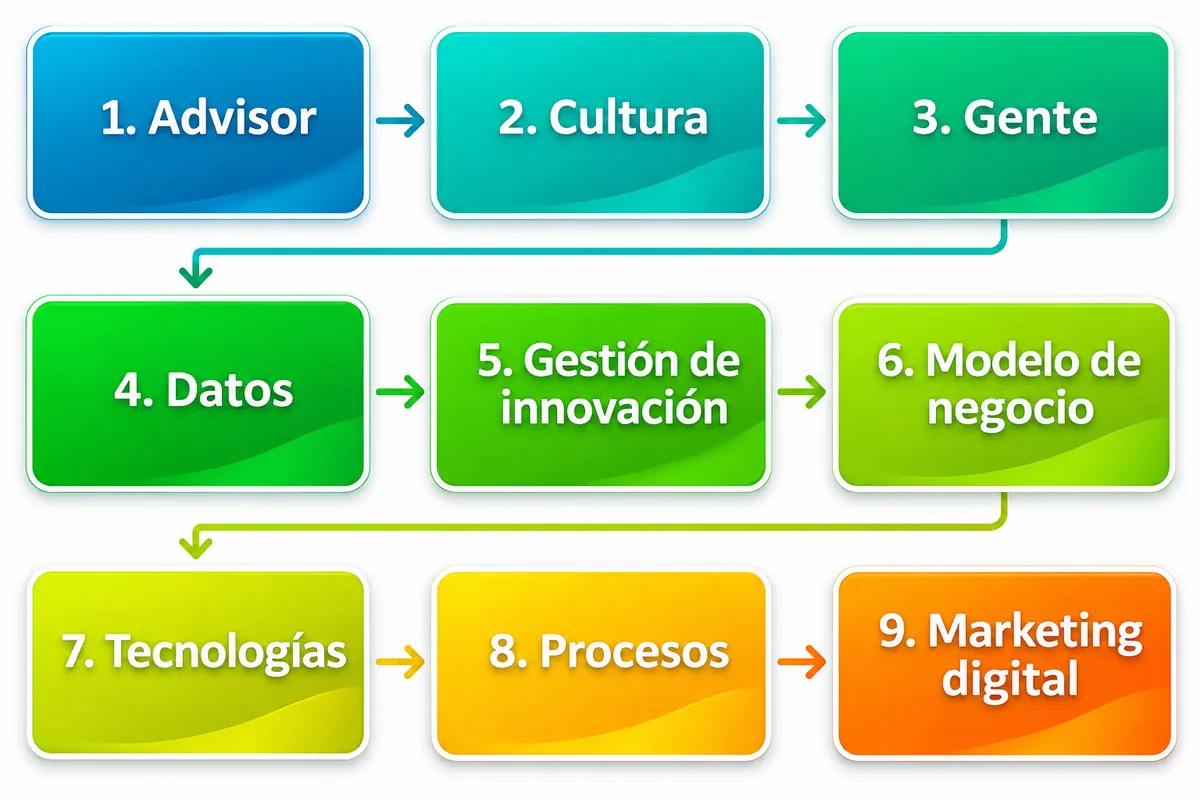 1. Advisor
2. Cultura
3. Gente
4. Datos
5. Gestión de
innovación
6. Modelo de
negocio
7. Tecnologías
8. Procesos
9. Marketing
digital